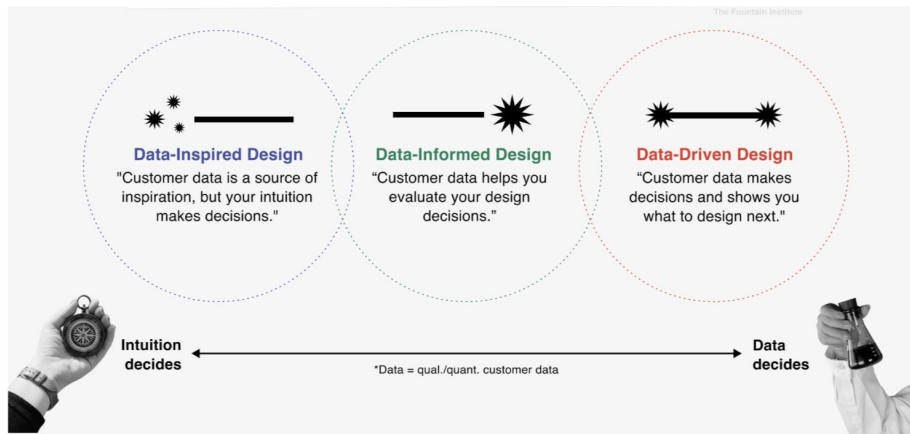 The Fountain Institute
Data-Inspired Design
"Customer data is a source of
inspiration, but your intuition
makes decisions."
Data-Informed Design
“Customer data helps you
evaluate your design
decisions.”
Data-Driven Design
“Customer data makes
decisions and shows you
what to design next."
Intuition
decides
*Data = qual./quant. customer data
Data
decides